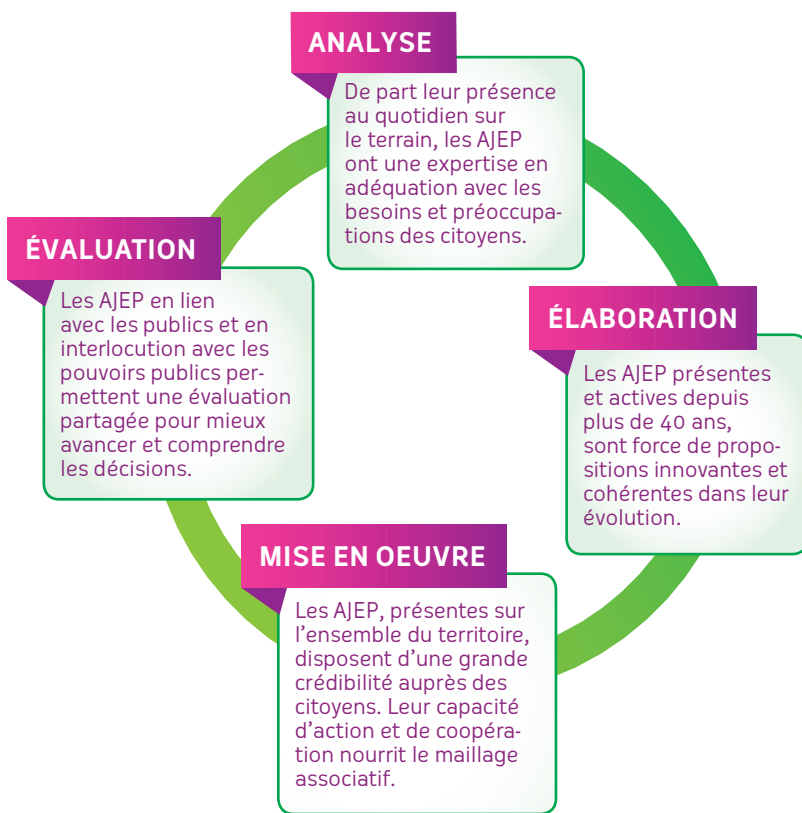 ANALYSE
De part leur présence
au quotidien sur
le terrain, les AJEP
ont une expertise en
adéquation avec les
besoins et préoccupa-
tions des citoyens.
ÉLABORATION
Les AJEP présentes
et actives depuis
plus de 40 ans,
sont force de propo-
sitions innovantes et
cohérentes dans leur
évolution.
MISE EN OEUVRE
Les AJEP, présentes sur
l'ensemble du territoire,
disposent d'une grande
crédibilité auprès des
citoyens. Leur capacité
d'action et de coopéra-
tion nourrit le maillage
associatif.
ÉVALUATION
Les AJEP en lien
avec les publics et en
interlocution avec les
pouvoirs publics per-
mettent une évaluation
partagée pour mieux
avancer et comprendre
les décisions.